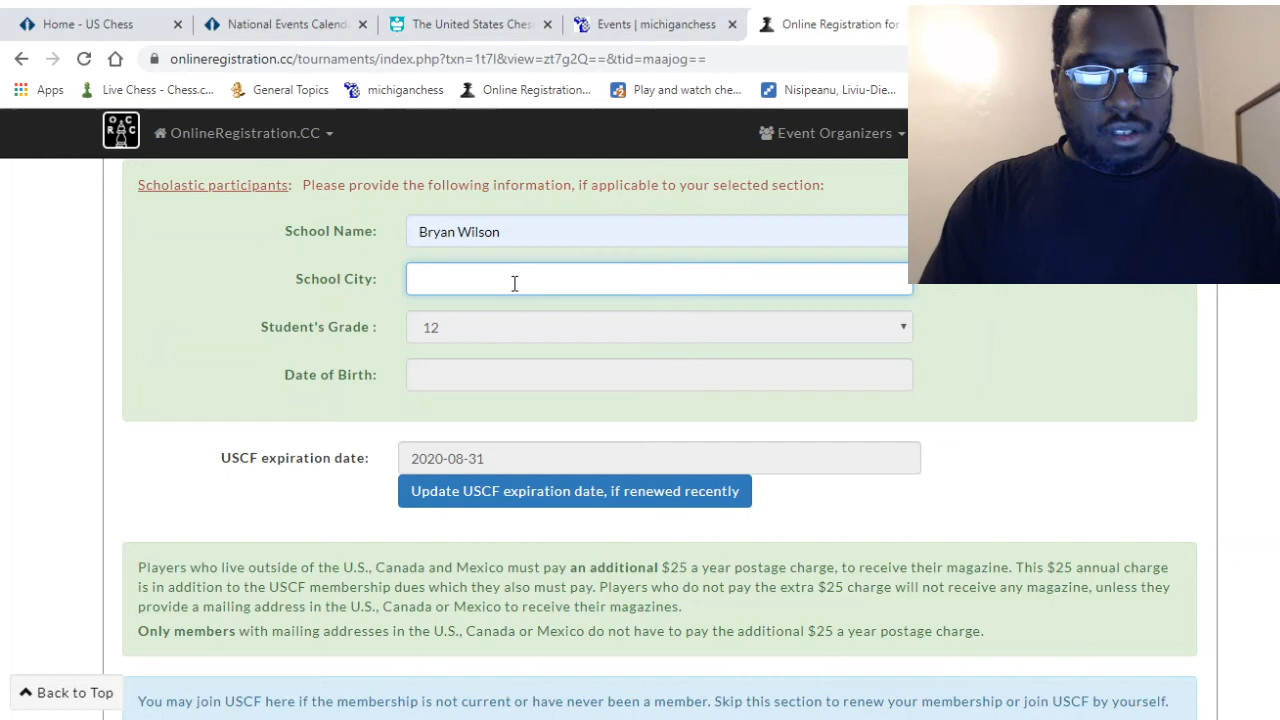 Home - US Chess
National Events Calend
The United States Ches
Events | michiganchess
Online Registration for
onlineregistration.cc/tournaments/index.php?txn=1t7l&view=zt7g2Q==&tid=maajog==
Apps
Live Chess - Chess.c...
General Topics
michiganchess
Online Registration...
Play and watch che...
Nisipeanu, Liviu-Die...
O C
R C
OnlineRegistration.CC
Event Organizers
Scholastic participants: Please provide the following information, if applicable to your selected section:
School Name: Bryan Wilson
School City:
Student's Grade : 12
Date of Birth:
USCF expiration date: 2020-08-31
Update USCF expiration date, if renewed recently
Players who live outside of the U.S., Canada and Mexico must pay an additional $25 a year postage charge, to receive their magazine. This $25 annual charge
is in addition to the USCF membership dues which they also must pay. Players who do not pay the extra $25 charge will not receive any magazine, unless they
provide a mailing address in the U.S., Canada or Mexico to receive their magazines.
Only members with mailing addresses in the U.S., Canada or Mexico do not have to pay the additional $25 a year postage charge.
Back to Top
You may join USCF here if the membership is not current or have never been a member. Skip this section to renew your membership or join USCF by yourself.